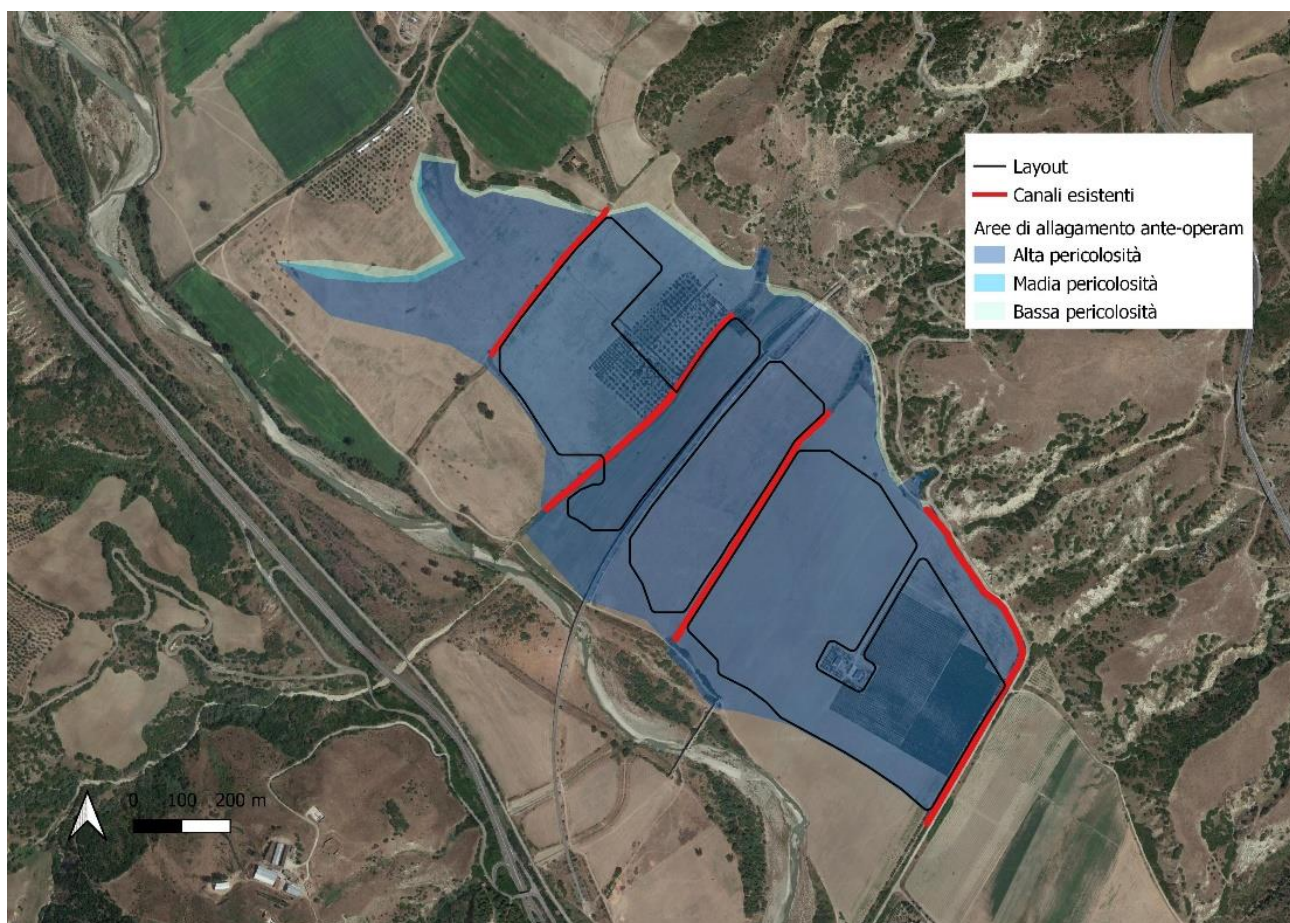 Layout
Canali esistenti
Aree di allagamento ante-operam
Alta pericolosità
Madia pericolosità
Bassa pericolosità
0 100 200 m